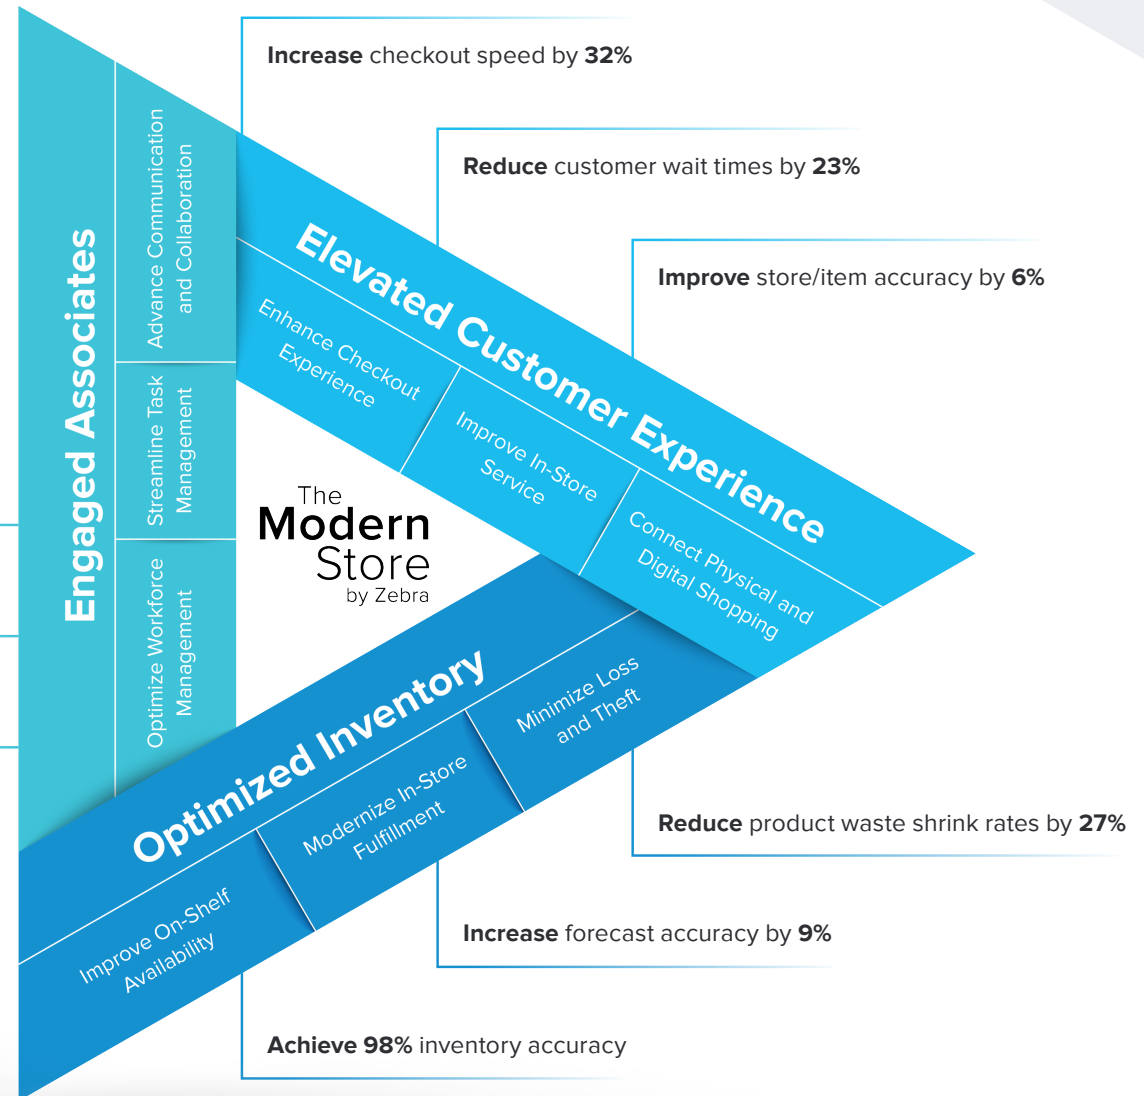 Increase checkout speed by 32%
Reduce customer wait times by 23%
Improve store/item accuracy by 6%
Engaged Associates
Advance Communication
and Collaboration
Streamline Task
Management
Optimize Workforce
Management
Elevated Customer Experience
Enhance Checkout
Experience
Improve In-Store
Service
Connect Physical and
Digital Shopping
The
Modern
Store
by Zebra
Optimized Inventory
Minimize Loss
and Theft
Modernize In-Store
Fulfillment
Improve On-Shelf
Availability
Reduce product waste shrink rates by 27%
Increase forecast accuracy by 9%
Achieve 98% inventory accuracy